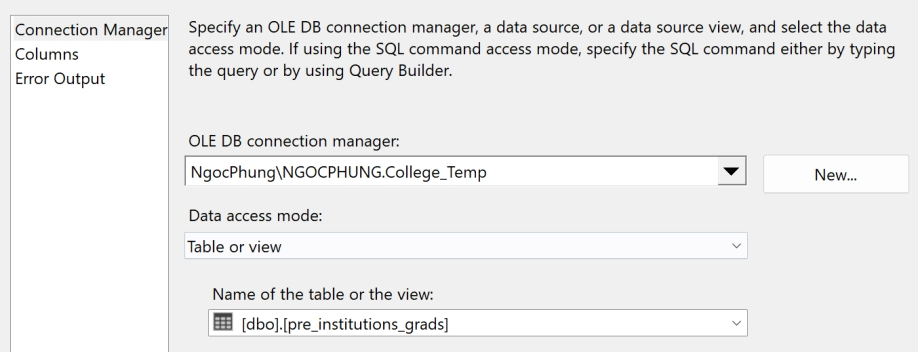 Connection Manager
Columns
Error Output
Specify an OLE DB connection manager, a data source, or a data source view, and select the data
access mode. If using the SQL command access mode, specify the SQL command either by typing
the query or by using Query Builder.
OLE DB connection manager:
NgocPhung\NGOCPHUNG.College_Temp
New...
Data access mode:
Table or view
Name of the table or the view:
[dbo].[pre_institutions_grads]